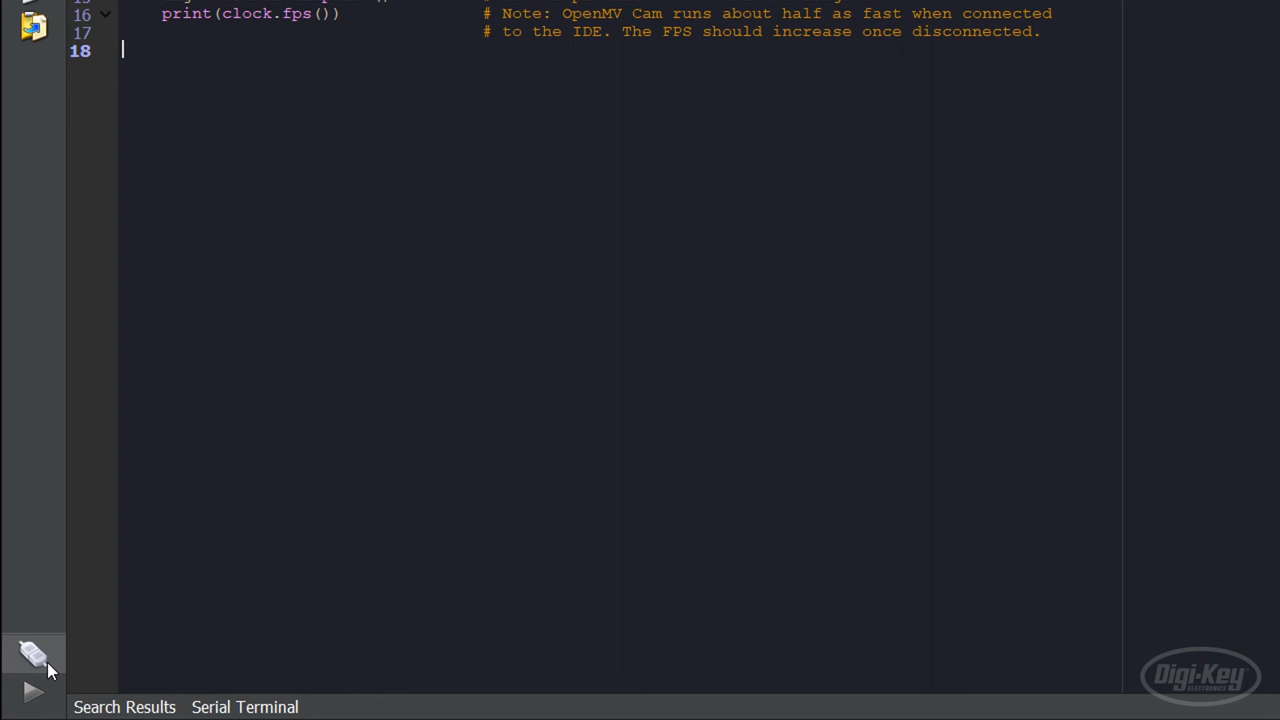 16 print(clock.fps()) # Note: OpenMV Cam runs about half as fast when connected
17 # to the IDE. The FPS should increase once disconnected.
18
Digi-Key
ELECTRONICS
Search Results Serial Terminal